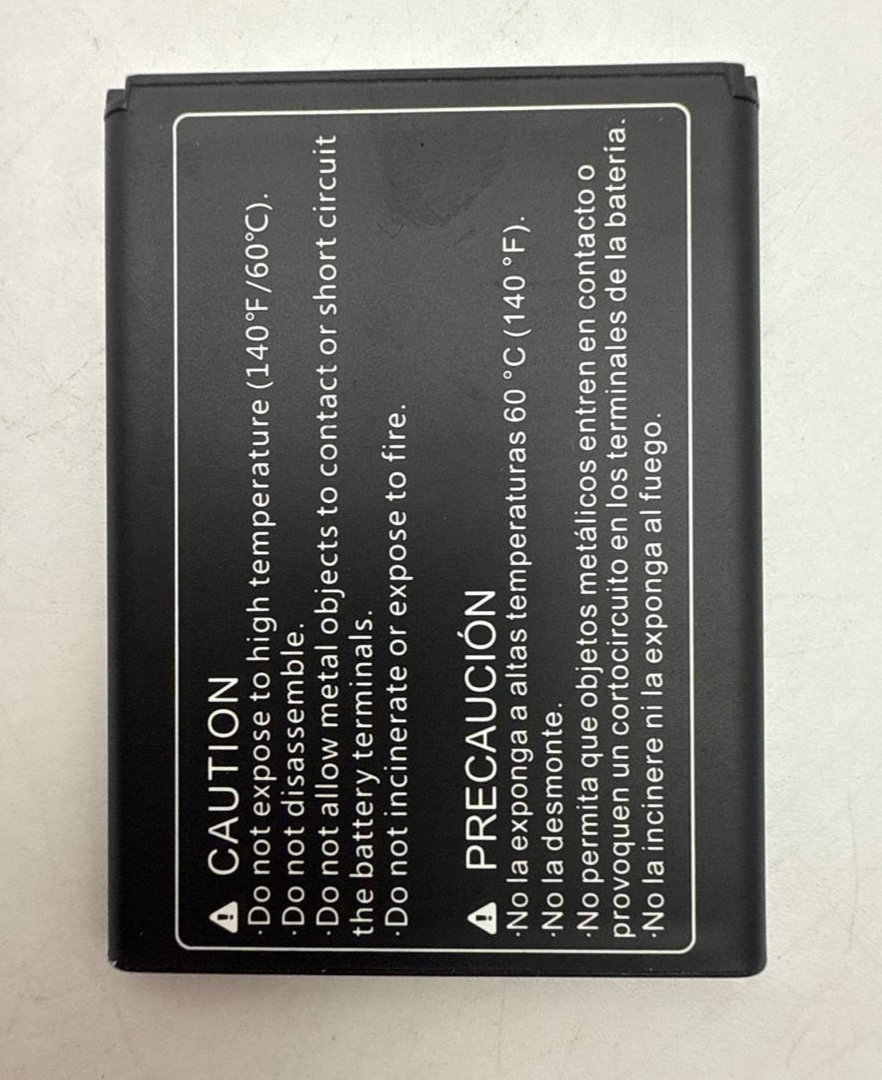 CAUTION
·Do not expose to high temperature (140°F/60℃).
·Do not disassemble.
·Do not allow metal objects to contact or short circuit
the battery terminals.
·Do not incinerate or expose to fire.
PRECAUCIÓN
·No la exponga a altas temperaturas 60 °C (140 °F).
·No la desmonte.
·No permita que objetos metálicos entren en contacto o
provoquen un cortocircuito en los terminales de la batería.
·No la incinere ni la exponga al fuego.